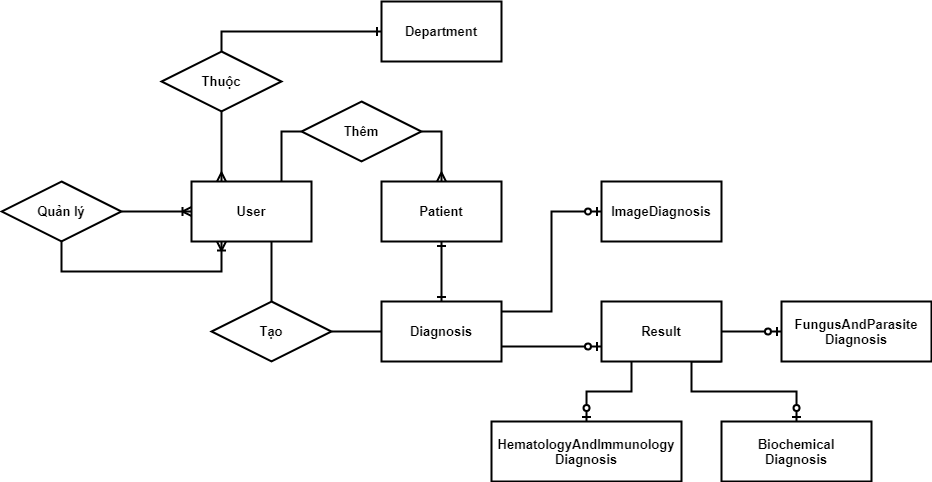 Department
Thuộc
Thêm
Quản lý
User
Patient
ImageDiagnosis
Tạo
Diagnosis
Result
FungusAndParasite
Diagnosis
HematologyAndImmunology
Diagnosis
Biochemical
Diagnosis